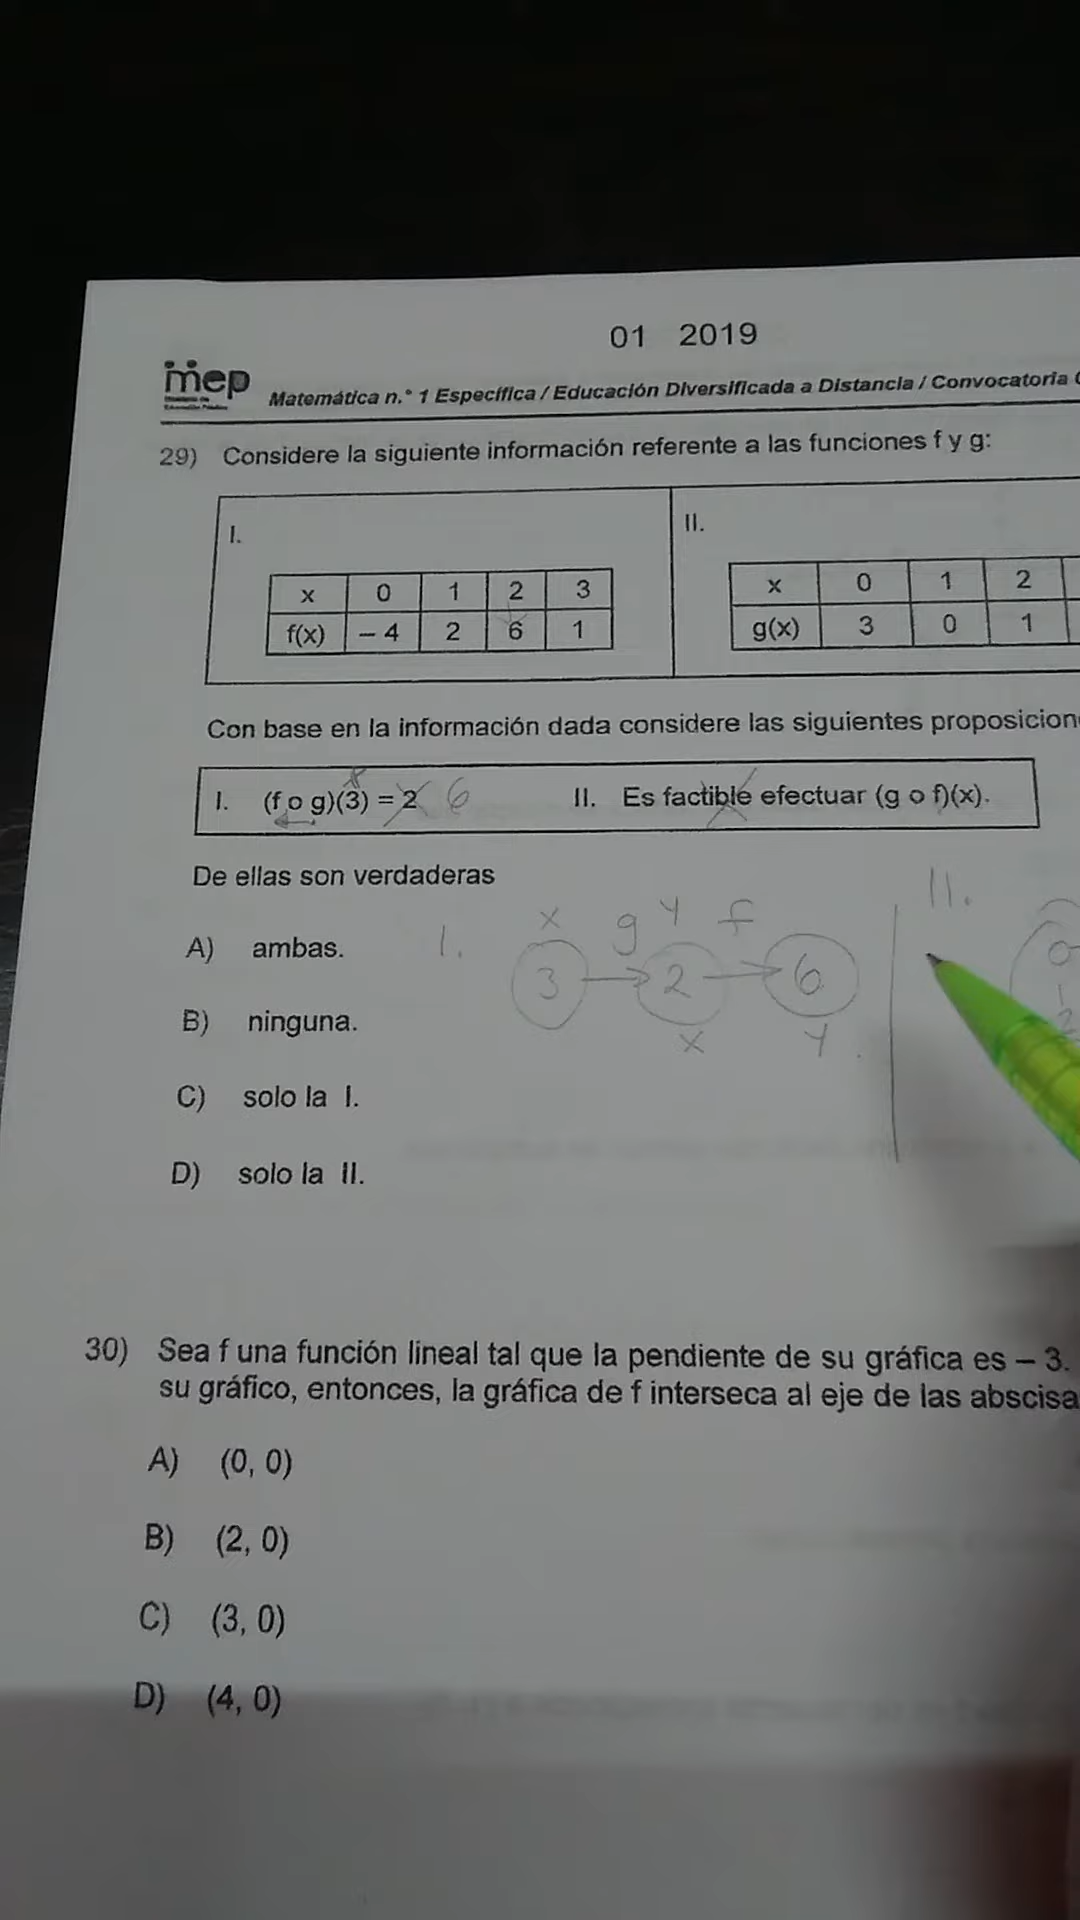 01 2019
mep
Matemática n.° 1 Específica / Educación Diversificada a Distancia / Convocatoria
29) Considere la siguiente información referente a las funciones f y g:
I.
x 0 1 2 3
f(x) – 4 2 6 1
II.
x 0 1 2
g(x) 3 0 1
Con base en la información dada considere las siguientes proposicion
I. (f o g)(3) = 2 6
II. Es factible efectuar (g o f)(x).
De ellas son verdaderas
A) ambas.
B) ninguna.
C) solo la I.
D) solo la II.
I.
x g y f
3 2 6
x y
II.
0
1
2
30) Sea f una función lineal tal que la pendiente de su gráfica es – 3.
su gráfico, entonces, la gráfica de f interseca al eje de las abscisa
A) (0, 0)
B) (2, 0)
C) (3, 0)
D) (4, 0)